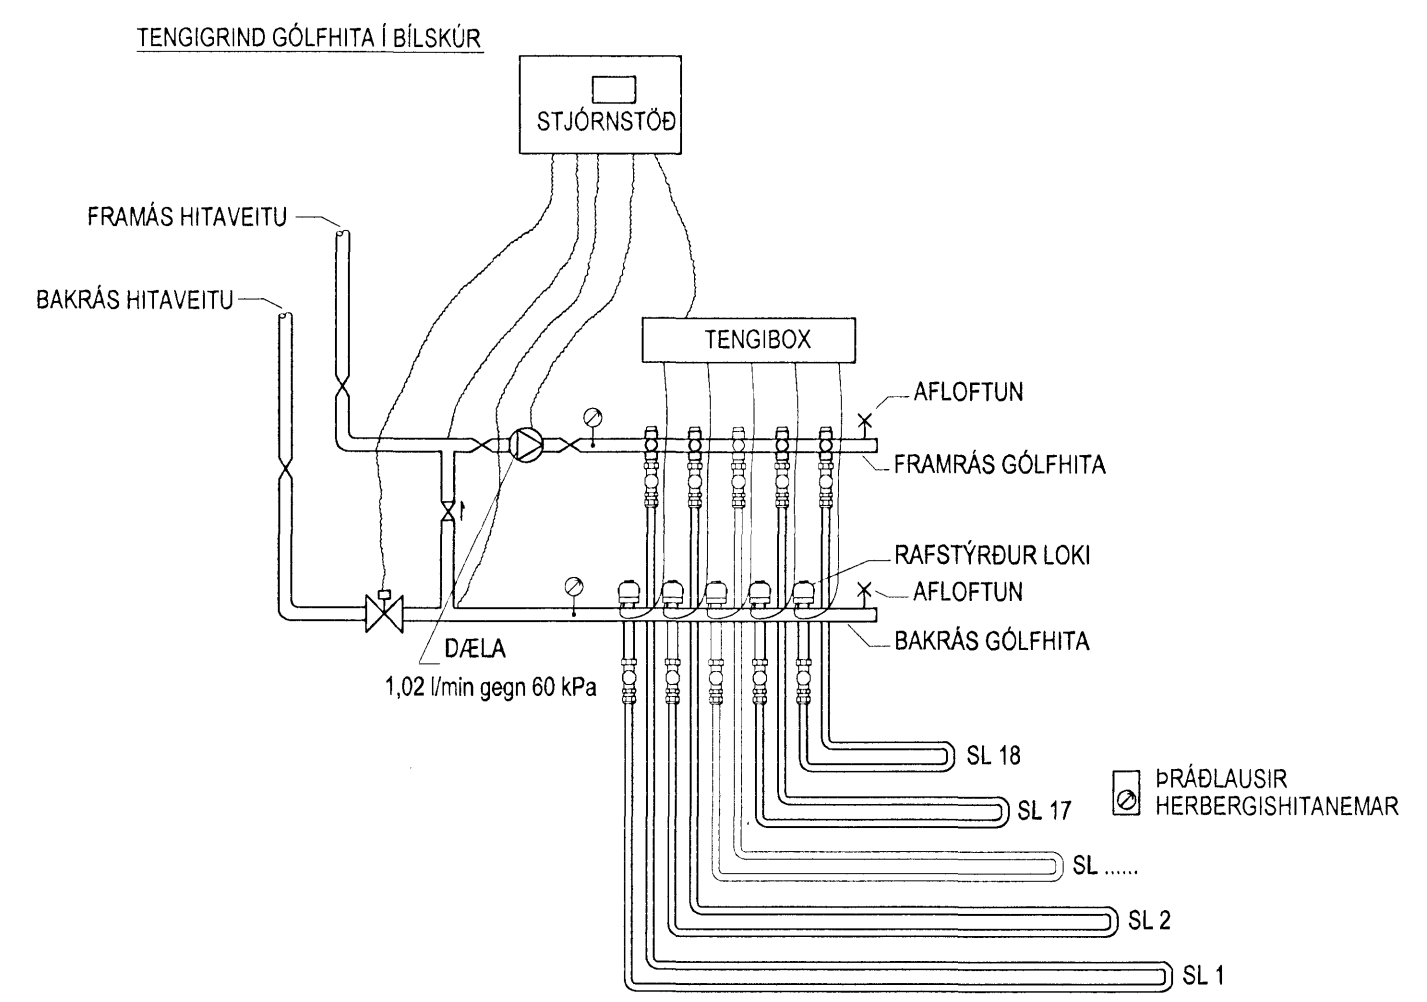 TENGIGRIND GÓLFHITA Í BÍLSKÚR
STJÓRNSTÖÐ
FRAMÁS HITAVEITU
BAKRÁS HITAVEITU
TENGIBOX
AFLOFTUN
FRAMRÁS GÓLFHITA
RAFSTÝRÐUR LOKI
AFLOFTUN
BAKRÁS GÓLFHITA
DÆLA
1,02 l/min gegn 60 kPa
SL 18
ÞRÁÐLAUSIR
HERBERGISHITANEMAR
SL 17
SL ......
SL 2
SL 1